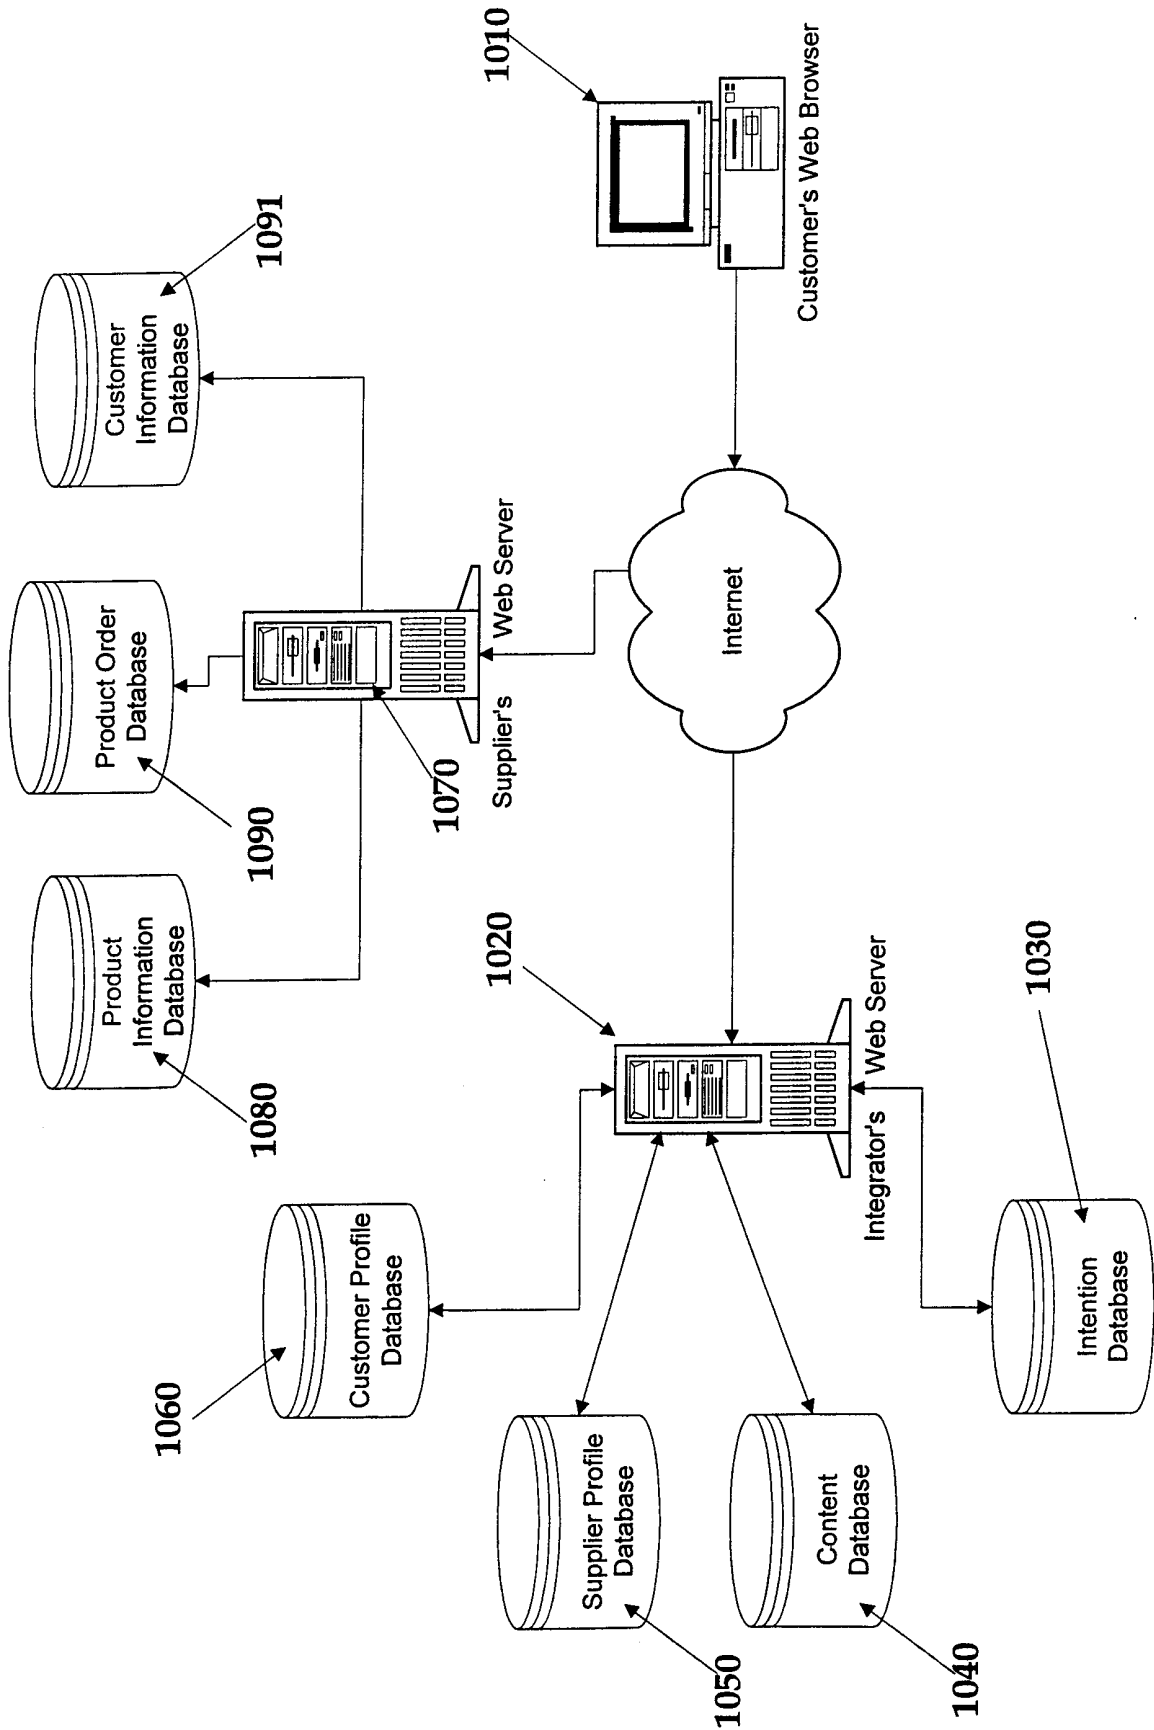 1060
Customer Profile
Database
1050
Supplier Profile
Database
1040
Content
Database
1030
Intention
Database
1020
Integrator's
Web Server
1080
Product
Information
Database
1090
Product Order
Database
1091
Customer
Information
Database
1070
Supplier's
Web Server
Internet
1010
Customer's Web Browser